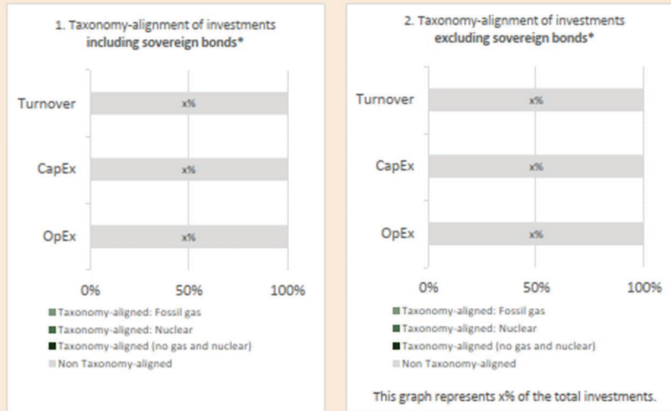 1. Taxonomy-alignment of investments
including sovereign bonds*
Turnover
x%
CapEx
x%
OpEx
x%
0%
50%
100%
Taxonomy-aligned: Fossil gas
Taxonomy-aligned: Nuclear
Taxonomy-aligned (no gas and nuclear)
Non Taxonomy-aligned
2. Taxonomy-alignment of investments
excluding sovereign bonds*
Turnover
x%
CapEx
x%
OpEx
x%
0%
50%
100%
Taxonomy-aligned: Fossil gas
Taxonomy-aligned: Nuclear
Taxonomy-aligned (no gas and nuclear)
Non Taxonomy-aligned
This graph represents x% of the total investments.